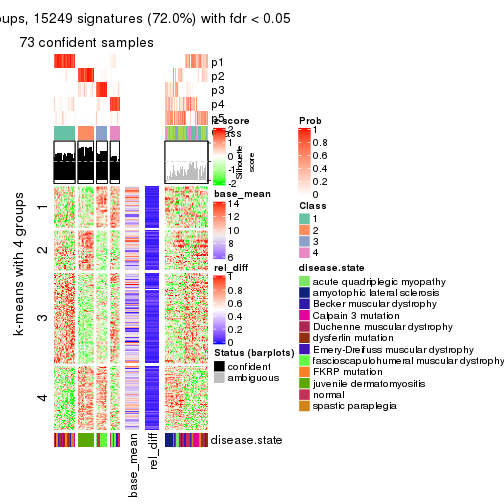 oups, 15249 signatures (72.0%) with fdr < 0.05
73 confident samples
p1
p2
p3
p4
p5
z-score
2
1
0
-1
-2
Class
Silhouette
score
base_mean
14
12
10
8
6
rel_diff
1
0.8
0.6
0.4
0.2
0
Status (barplots)
confident
ambiguous
Prob
1
0.8
0.6
0.4
0.2
0
Class
1
2
3
4
disease.state
acute quadriplegic myopathy
amyotophic lateral sclerosis
Becker muscular dystrophy
Calpain 3 mutation
Duchenne muscular dystrophy
dysferlin mutation
Emery-Dreifuss muscular dystrophy
fascioscapulohumeral muscular dystrophy
FKRP mutation
juvenile dermatomyositis
normal
spastic paraplegia
k-means with 4 groups
1
2
3
4
disease.state
base_mean
rel_diff